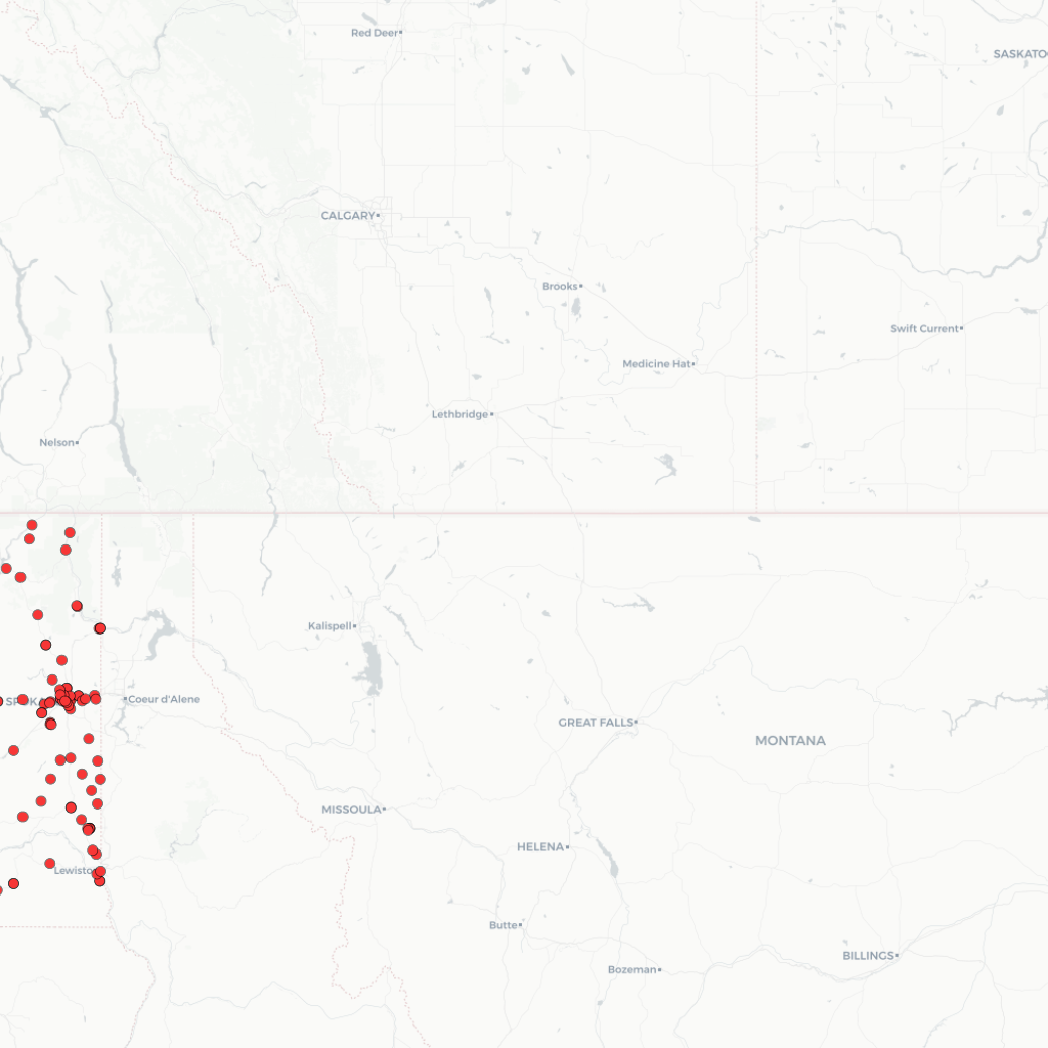 Red Deer
SASKATO
CALGARY
Brooks
Swift Current
Medicine Hat
Lethbridge
Nelson
Kalispell
SPOKA
Coeur d'Alene
GREAT FALLS
MONTANA
MISSOULA
HELENA
Lewisto
Butte
BILLINGS
Bozeman